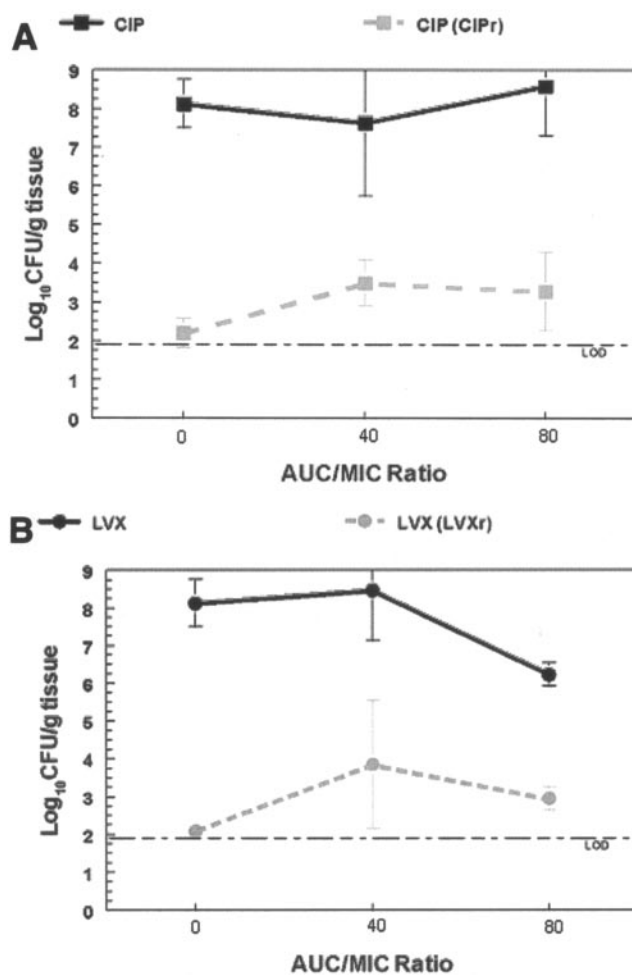 A
CIP CIP (CIPr)
9
8
7
6
5
4
3
2
1
0
Log10CFU/g tissue
LOD
0 40 80
AUC/MIC Ratio
B
LVX LVX (LVXr)
9
8
7
6
5
4
3
2
1
0
Log10CFU/g tissue
LOD
0 40 80
AUC/MIC Ratio